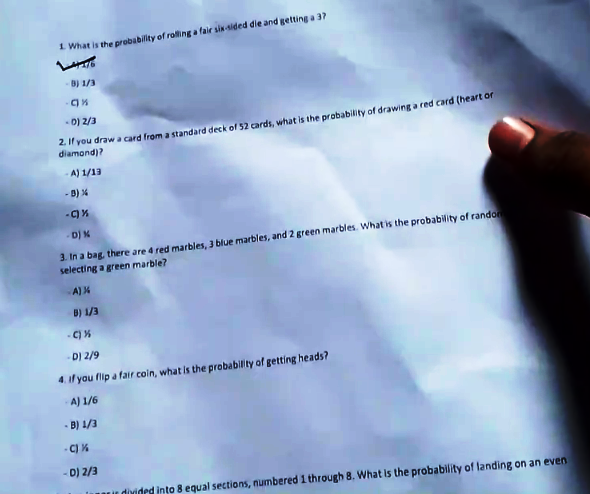 1. What is the probability of rolling a fair six-sided die and getting a 3?
A) 1/6
- B) 1/3
- C) ½
- D) 2/3
2. If you draw a card from a standard deck of 52 cards, what is the probability of drawing a red card (heart or
diamond)?
- A) 1/13
- B) ¼
- C) ½
- D) ¾
3. In a bag, there are 4 red marbles, 3 blue marbles, and 2 green marbles. What is the probability of
selecting a green marble?
A) ¼
B) 1/3
- C) ½
- D) 2/9
4. If you flip a fair coin, what is the probability of getting heads?
- A) 1/6
- B) 1/3
- C) ½
- D) 2/3
is divided into 8 equal sections, numbered 1 through 8. What is the probability of landing on an even